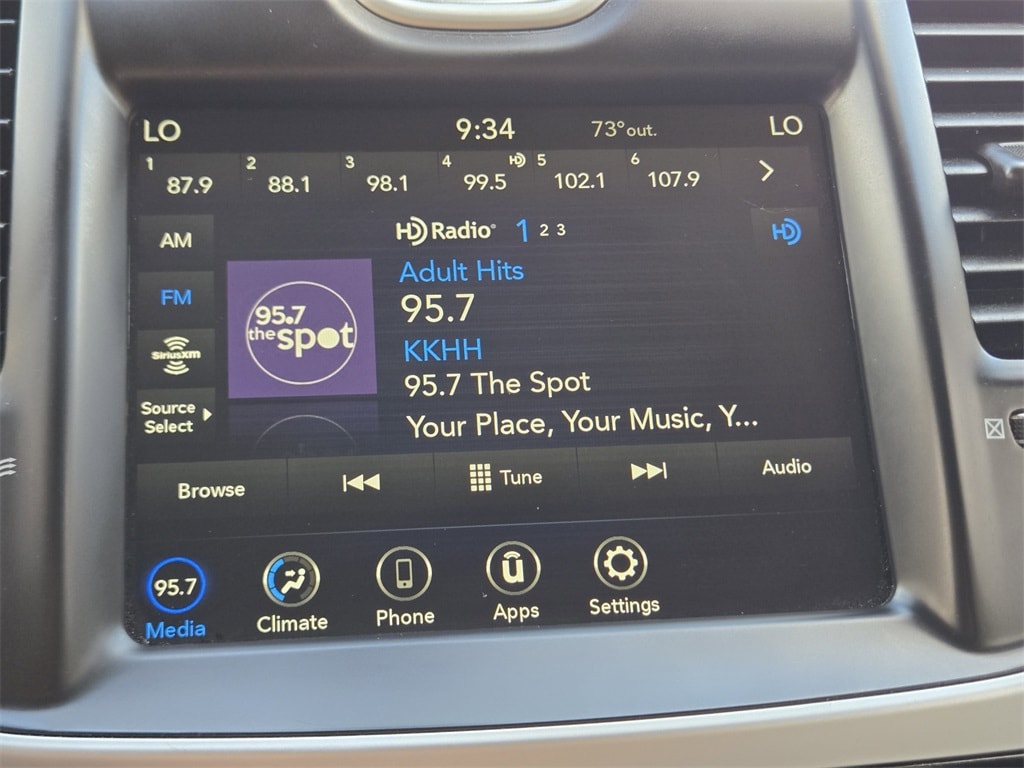 LO 9:34 73° out. LO
1 87.9 2 88.1 3 98.1 4 99.5 HD 5 102.1 6 107.9
HD Radio® 1 2 3 HD
AM
FM
SiriusXM
Source
Select
95.7
the spot
Adult Hits
95.7
KKHH
95.7 The Spot
Your Place, Your Music, Y...
Browse Tune Audio
95.7
Media Climate Phone Apps Settings